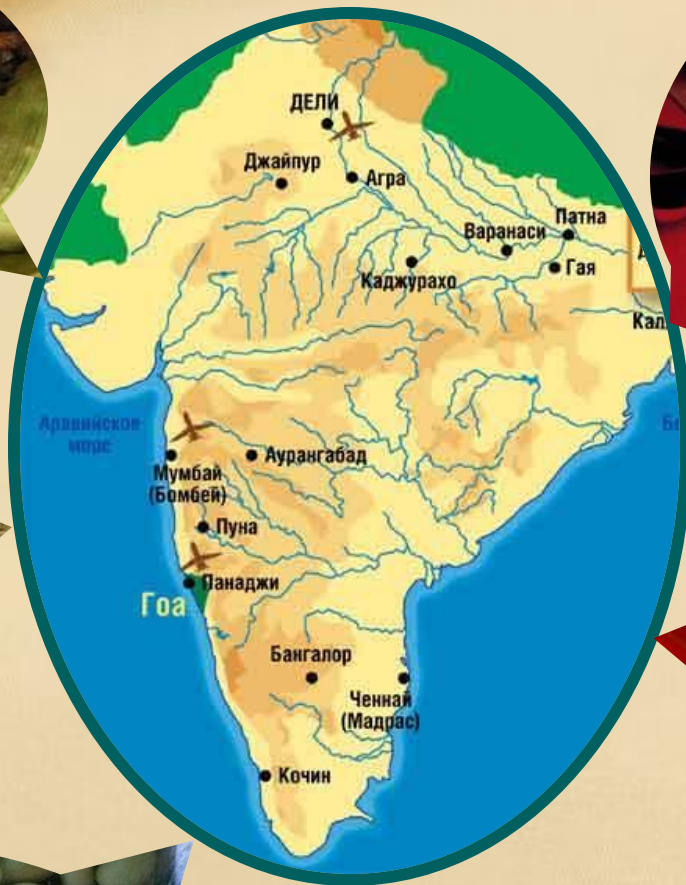 ДЕЛИ
Джайпур
Агра
Патна
Варанаси
Гая
Каджурахо
Аравийское
море
Мумбай
(Бомбей)
Аурангабад
Пуна
Панаджи
Гоа
Бангалор
Ченнай
(Мадрас)
Кочин